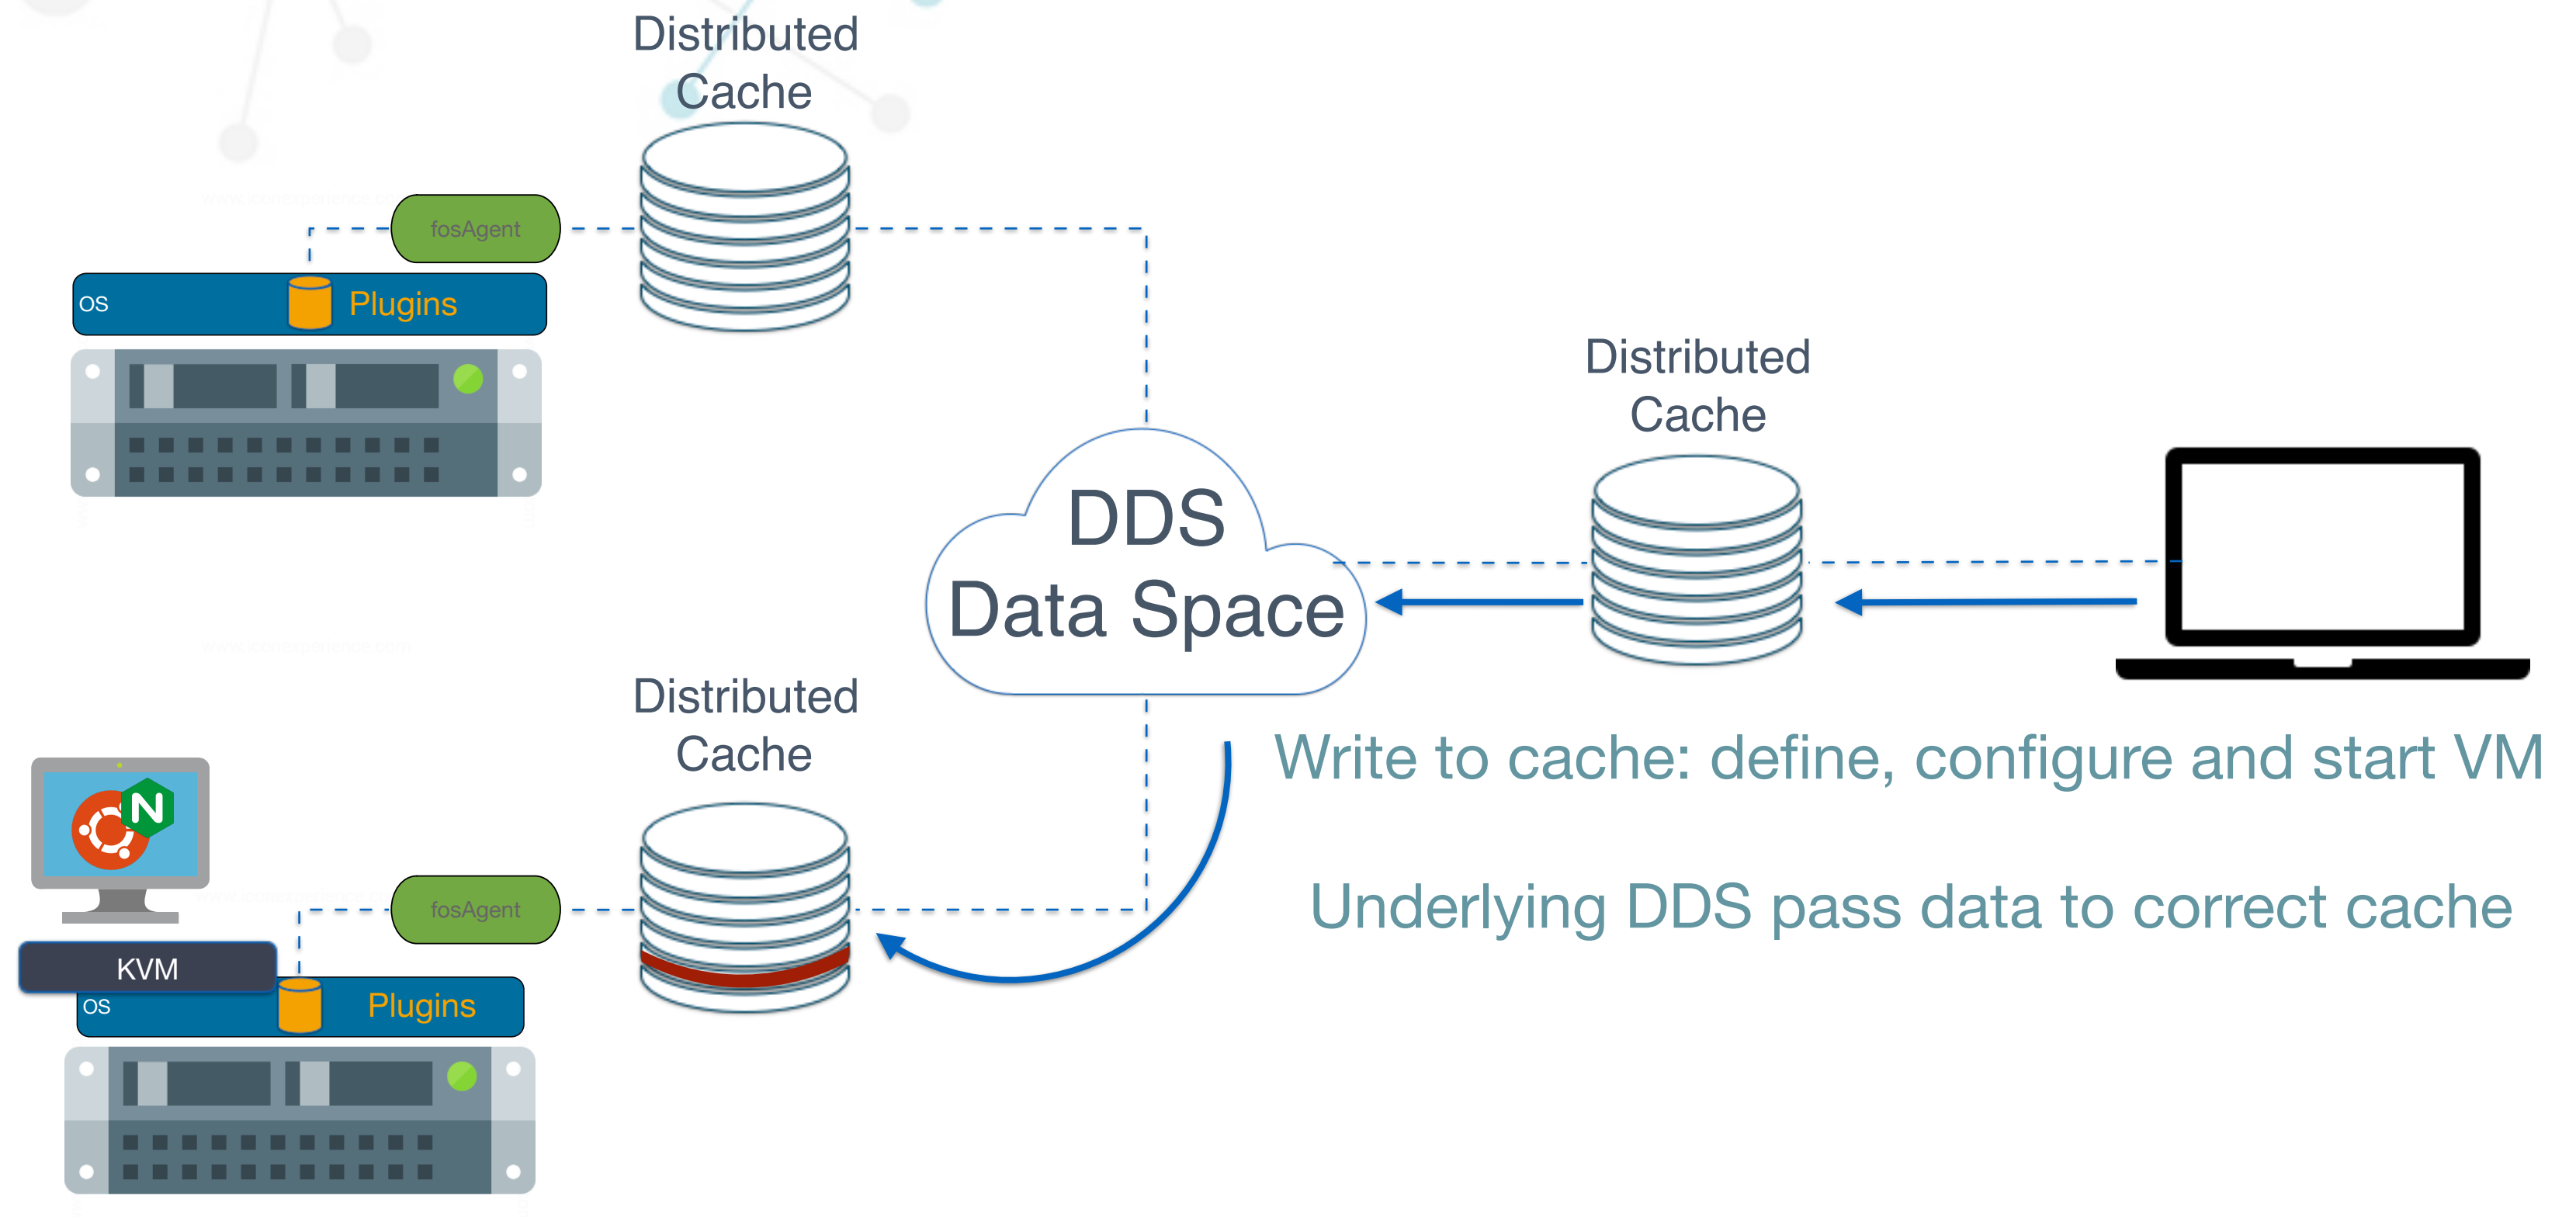 Distributed
Cache
fosAgent
OS
Plugins
Distributed
Cache
DDS
Data Space
Distributed
Cache
Write to cache: define, configure and start VM
N
fosAgent
Underlying DDS pass data to correct cache
KVM
OS
Plugins